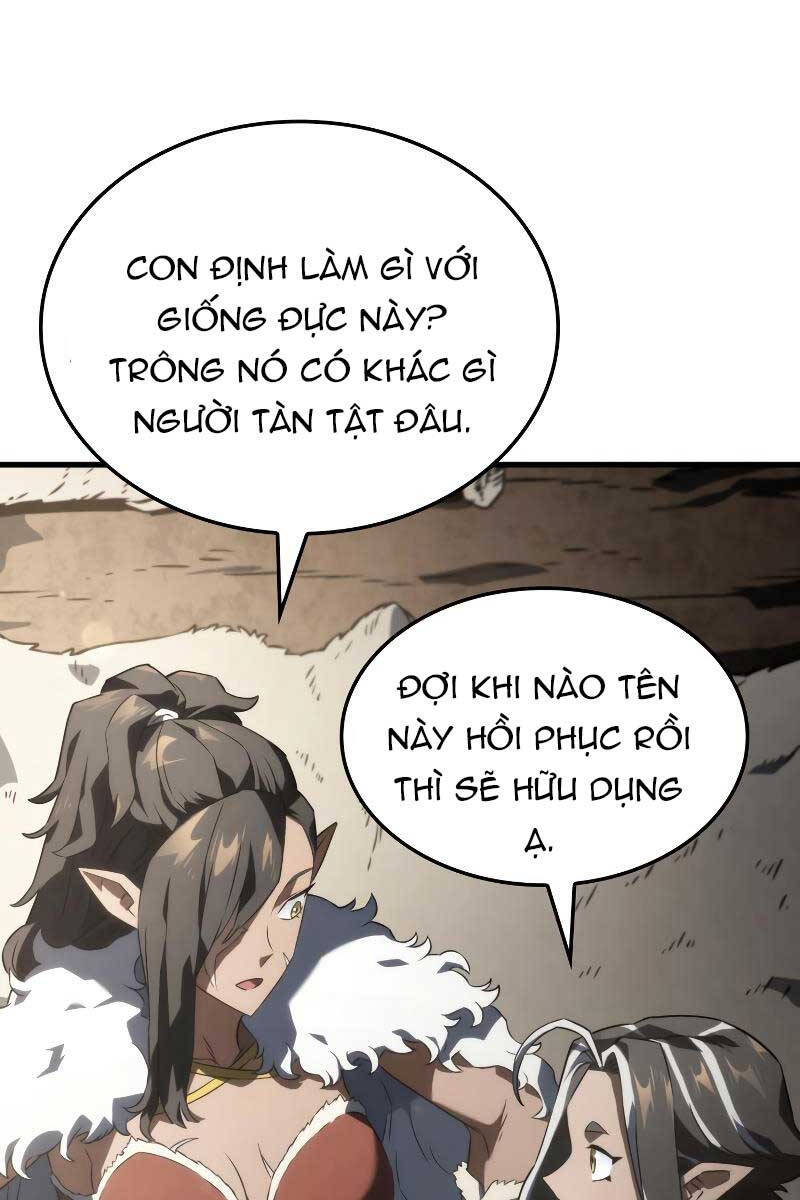 CON ĐỊNH LÀM GÌ VỚI
GIỐNG ĐỰC NÀY?
TRÔNG NÓ CÓ KHÁC GÌ
NGƯỜI TÀN TẬT ĐÂU.
ĐỢI KHI NÀO TÊN
NÀY HỒI PHỤC RỒI
THÌ SẼ HỮU DỤNG
Ạ.